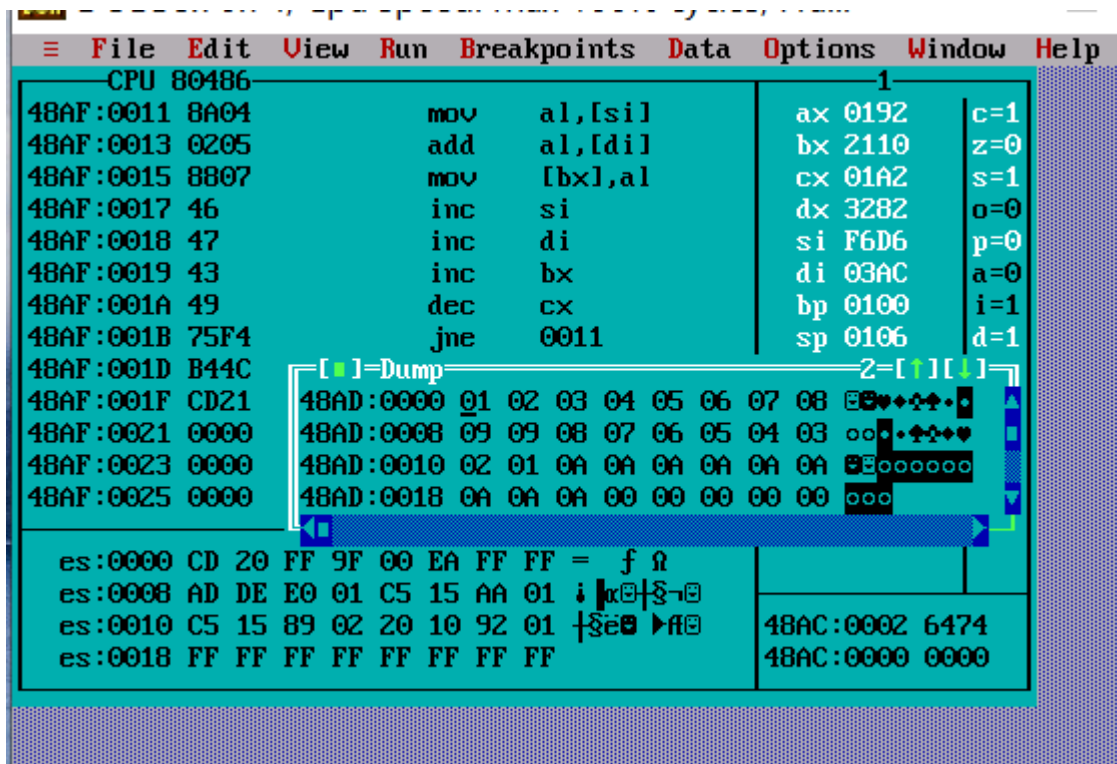 ≡ File Edit View Run Breakpoints Data Options Window Help
CPU 80486 1
48AF:0011 8A04 mov al,[si] ax 0192 c=1
48AF:0013 0205 add al,[di] bx 2110 z=0
48AF:0015 8807 mov [bx],al cx 01A2 s=1
48AF:0017 46 inc si dx 3282 o=0
48AF:0018 47 inc di si F6D6 p=0
48AF:0019 43 inc bx di 03AC a=0
48AF:001A 49 dec cx bp 0100 i=1
48AF:001B 75F4 jne 0011 sp 0106 d=1
48AF:001D B44C [■]=Dump 2=[↑][↓]
48AF:001F CD21 48AD:0000 01 02 03 04 05 06 07 08
48AF:0021 0000 48AD:0008 09 09 08 07 06 05 04 03
48AF:0023 0000 48AD:0010 02 01 0A 0A 0A 0A 0A 0A
48AF:0025 0000 48AD:0018 0A 0A 0A 00 00 00 00 00
es:0000 CD 20 FF 9F 00 EA FF FF = ƒ Ω
es:0008 AD DE E0 01 C5 15 AA 01
es:0010 C5 15 89 02 20 10 92 01 48AC:0002 6474
es:0018 FF FF FF FF FF FF FF FF 48AC:0000 0000